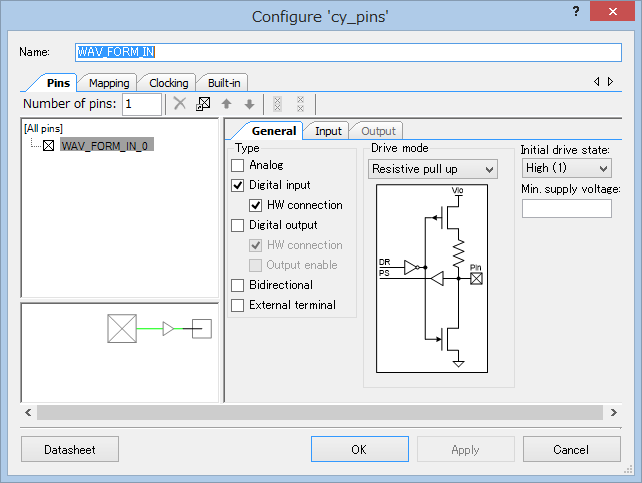 Configure 'cy_pins'
?
Name:
WAV_FORM_IN
Pins
Mapping
Clocking
Built-in
Number of pins:
1
[All pins]
WAV_FORM_IN_0
General
Input
Output
Type
Analog
Digital input
HW connection
Digital output
HW connection
Output enable
Bidirectional
External terminal
Drive mode
Resistive pull up
Vio
DR
PS
Pin
Initial drive state:
High (1)
Min. supply voltage:
Datasheet
OK
Apply
Cancel